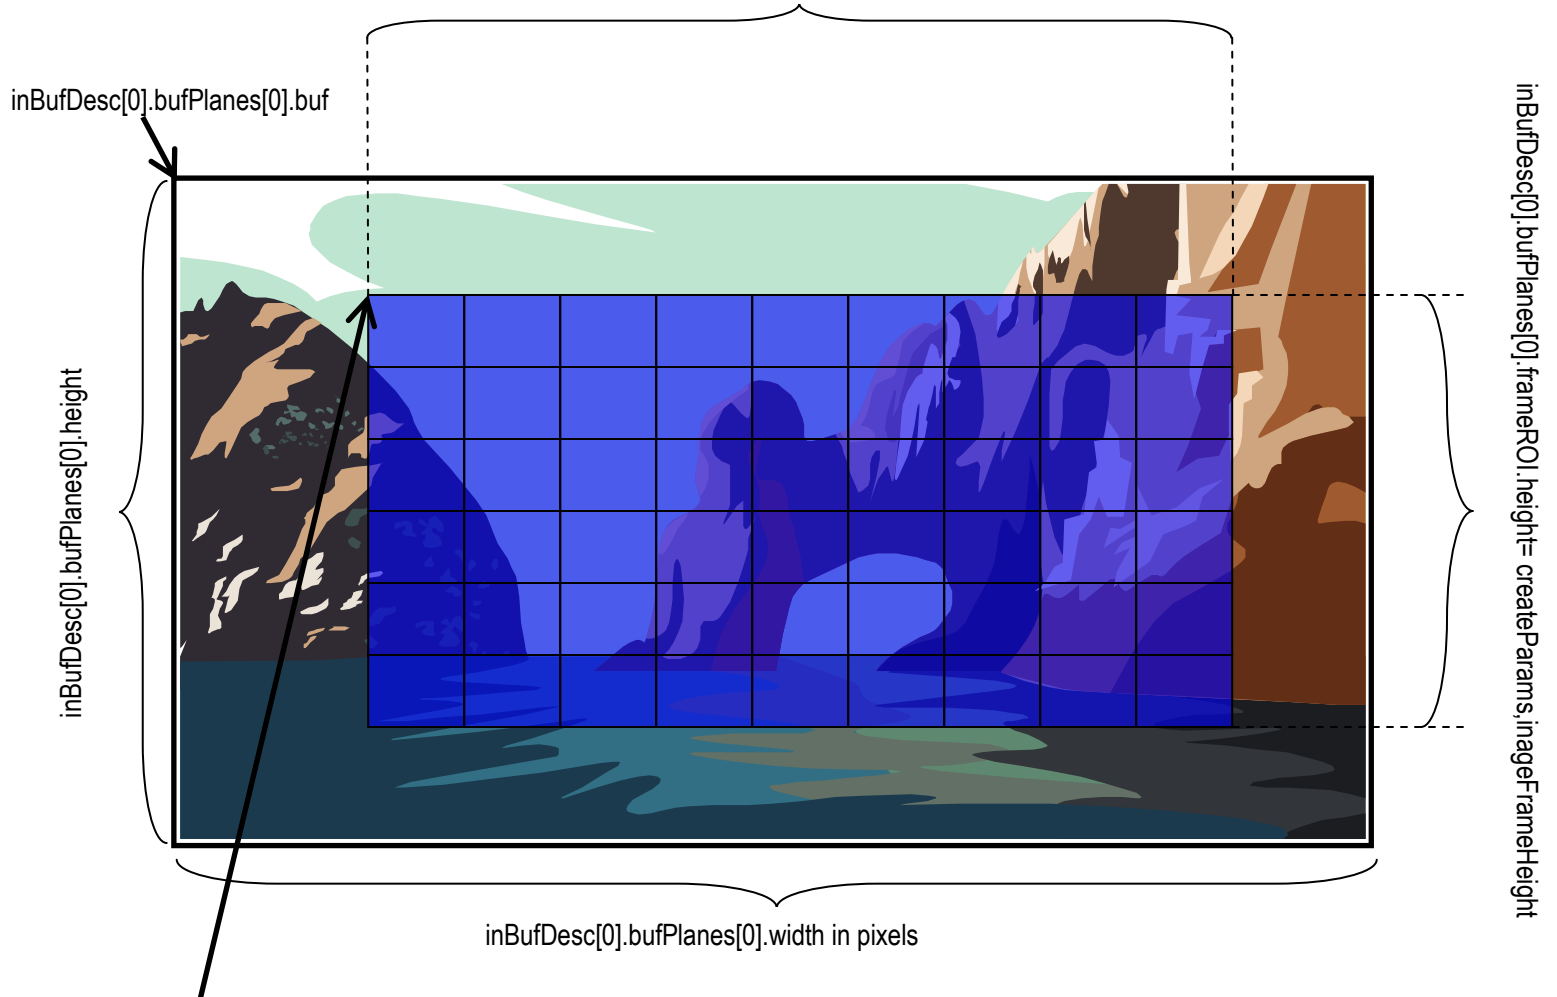 inBufDesc[0].bufPlanes[0].buf
inBufDesc[0].bufPlanes[0].height
inBufDesc[0].bufPlanes[0].frameROI.height= createParams,inageFrameHeight
inBufDesc[0].bufPlanes[0].width in pixels